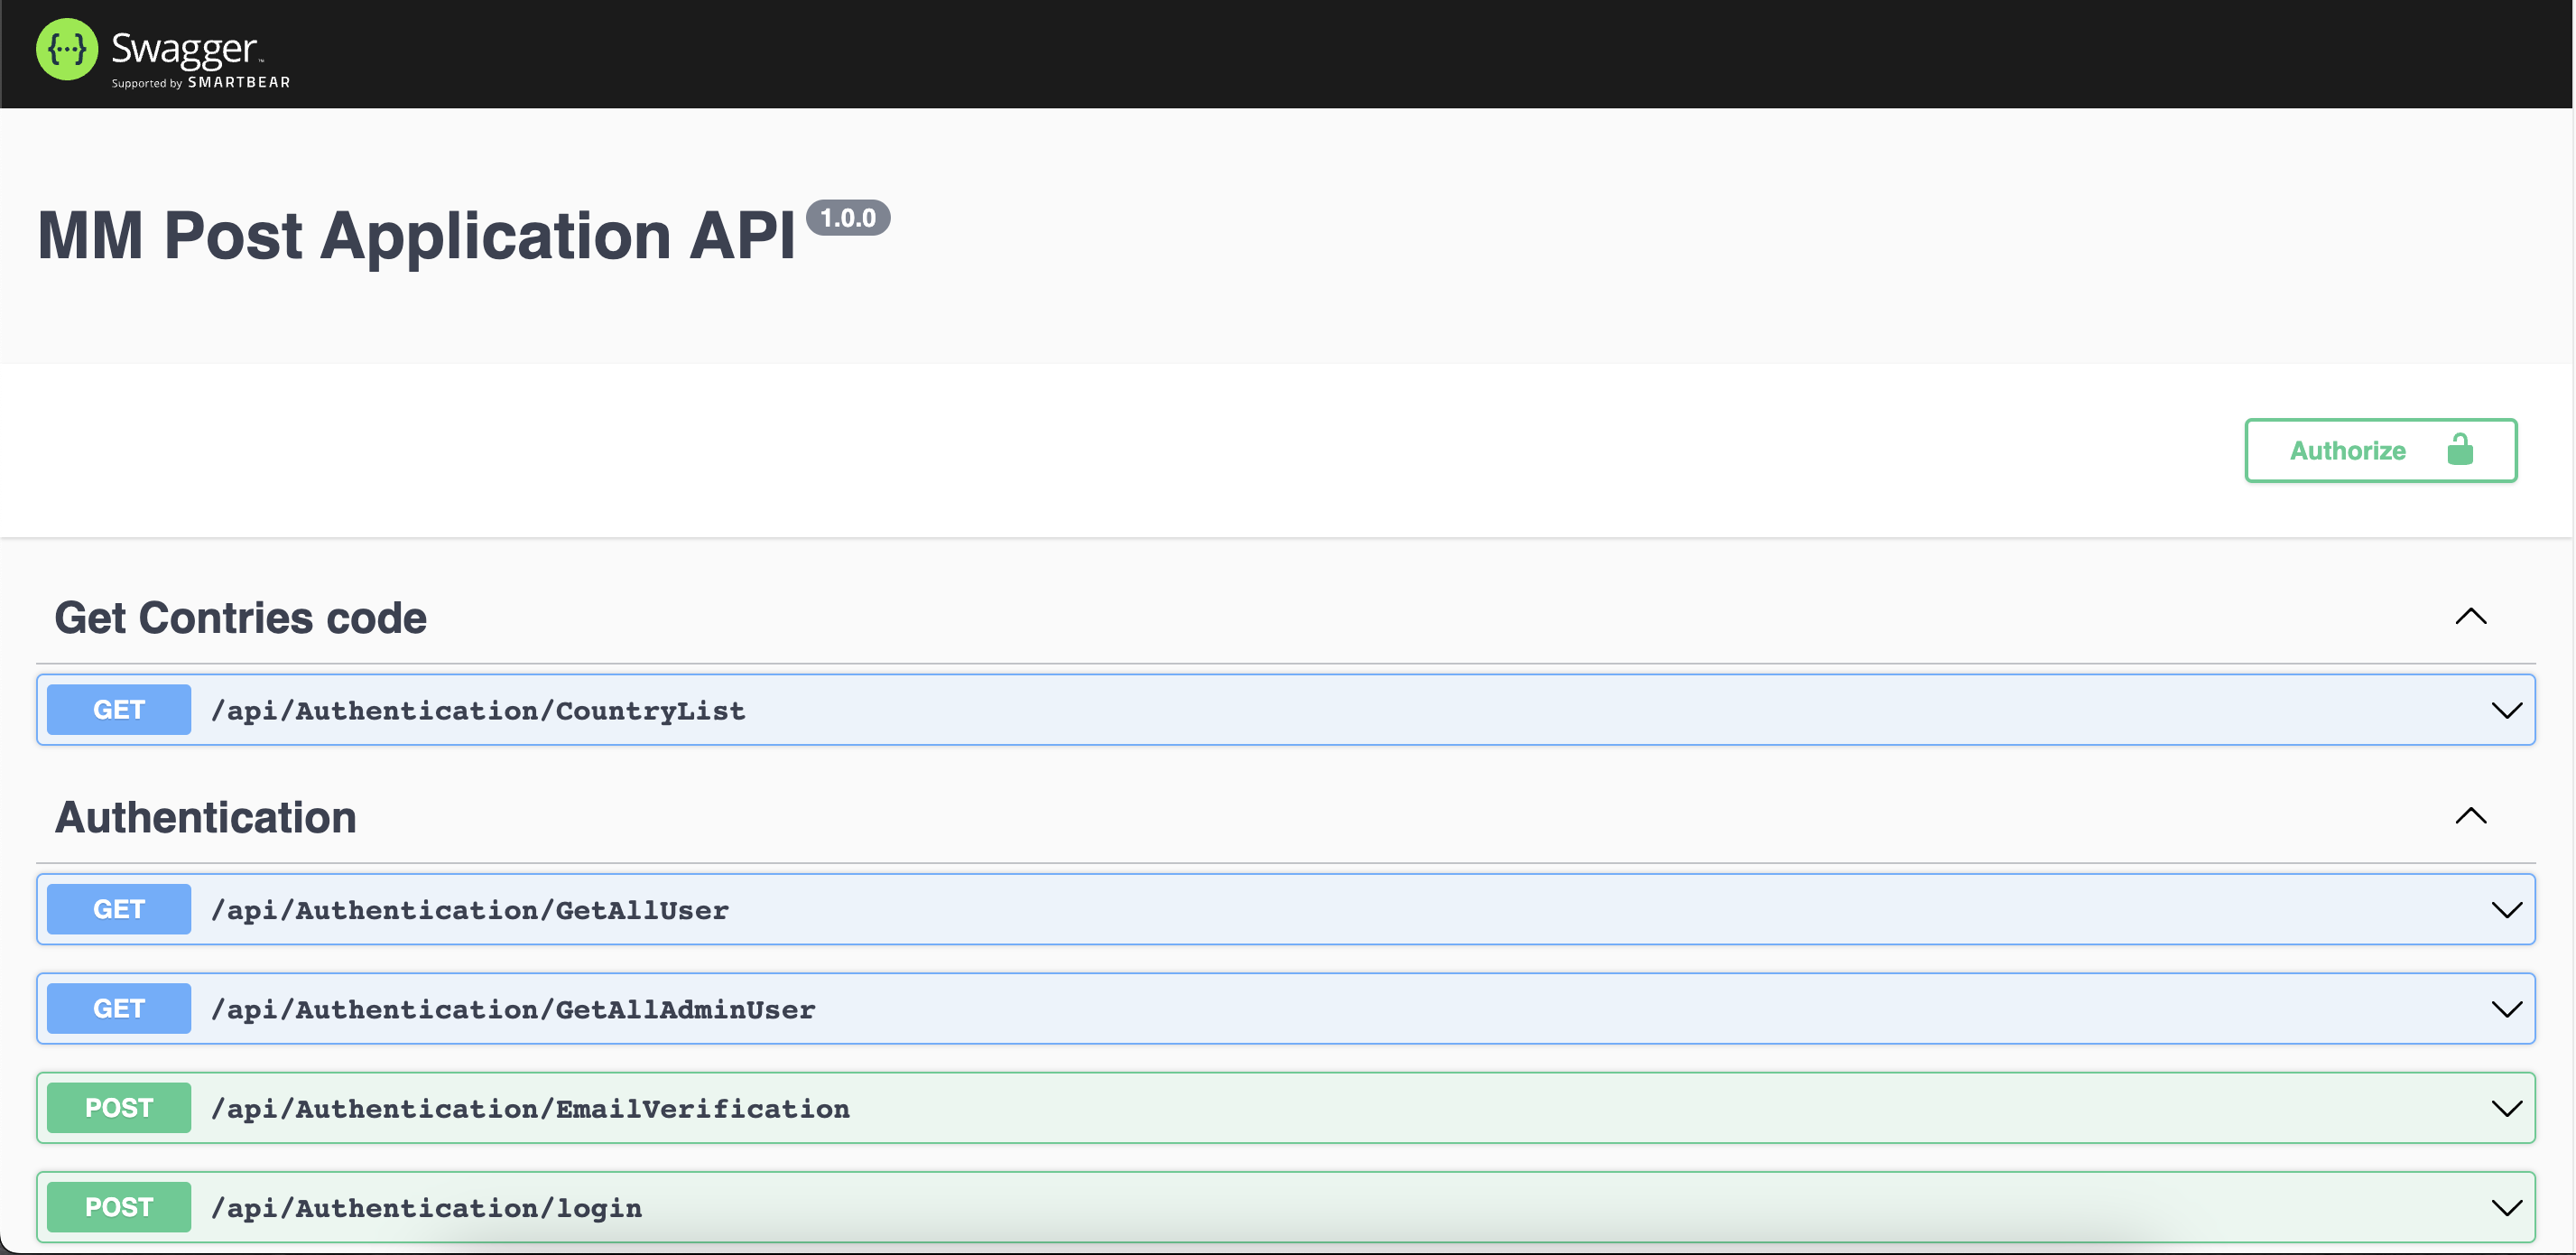 Swagger™
Supported by SMARTBEAR
MM Post Application API 1.0.0
Authorize
Get Contries code
GET /api/Authentication/CountryList
Authentication
GET /api/Authentication/GetAllUser
GET /api/Authentication/GetAllAdminUser
POST /api/Authentication/EmailVerification
POST /api/Authentication/login